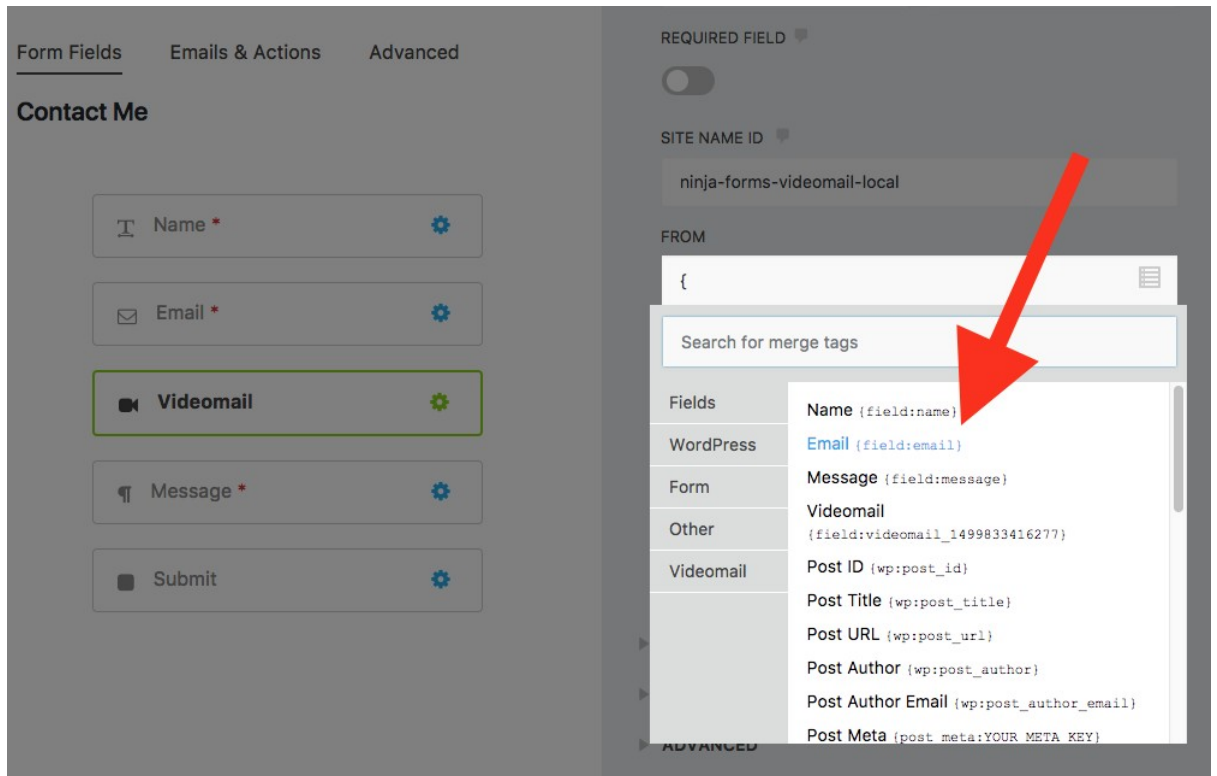 Form Fields Emails & Actions Advanced
Contact Me
Name *
Email *
Videomail
Message *
Submit
REQUIRED FIELD
SITE NAME ID
ninja-forms-videomail-local
FROM
{
Search for merge tags
Fields
WordPress
Form
Other
Videomail
Name {field:name}
Email {field:email}
Message {field:message}
Videomail
{field:videomail_1499833416277}
Post ID {wp:post_id}
Post Title {wp:post_title}
Post URL {wp:post_url}
Post Author {wp:post_author}
Post Author Email {wp:post_author_email}
Post Meta {post_meta:YOUR_META_KEY}
ADVANCED